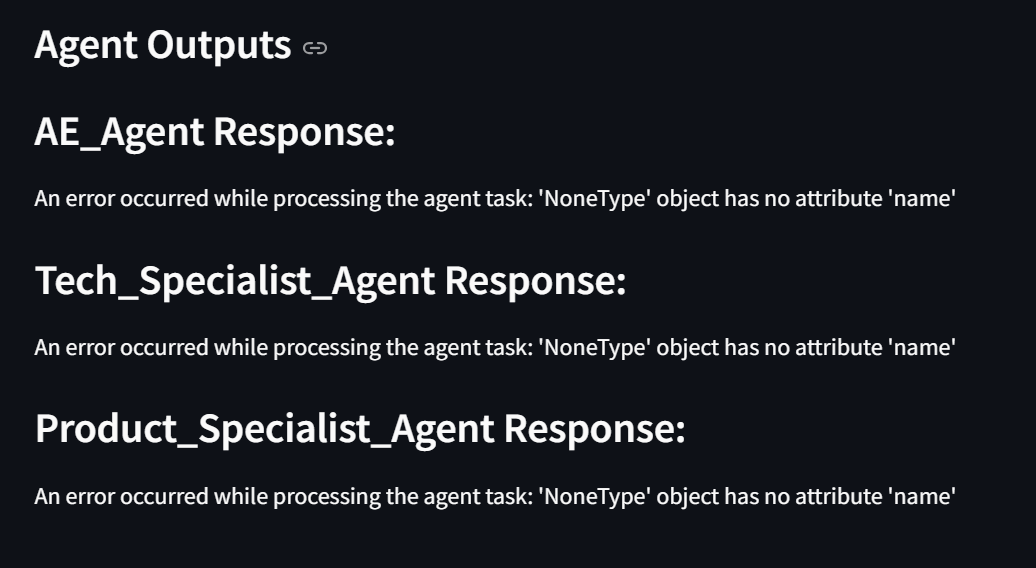 Agent Outputs
AE_Agent Response:
An error occurred while processing the agent task: 'NoneType' object has no attribute 'name'
Tech_Specialist_Agent Response:
An error occurred while processing the agent task: 'NoneType' object has no attribute 'name'
Product_Specialist_Agent Response:
An error occurred while processing the agent task: 'NoneType' object has no attribute 'name'